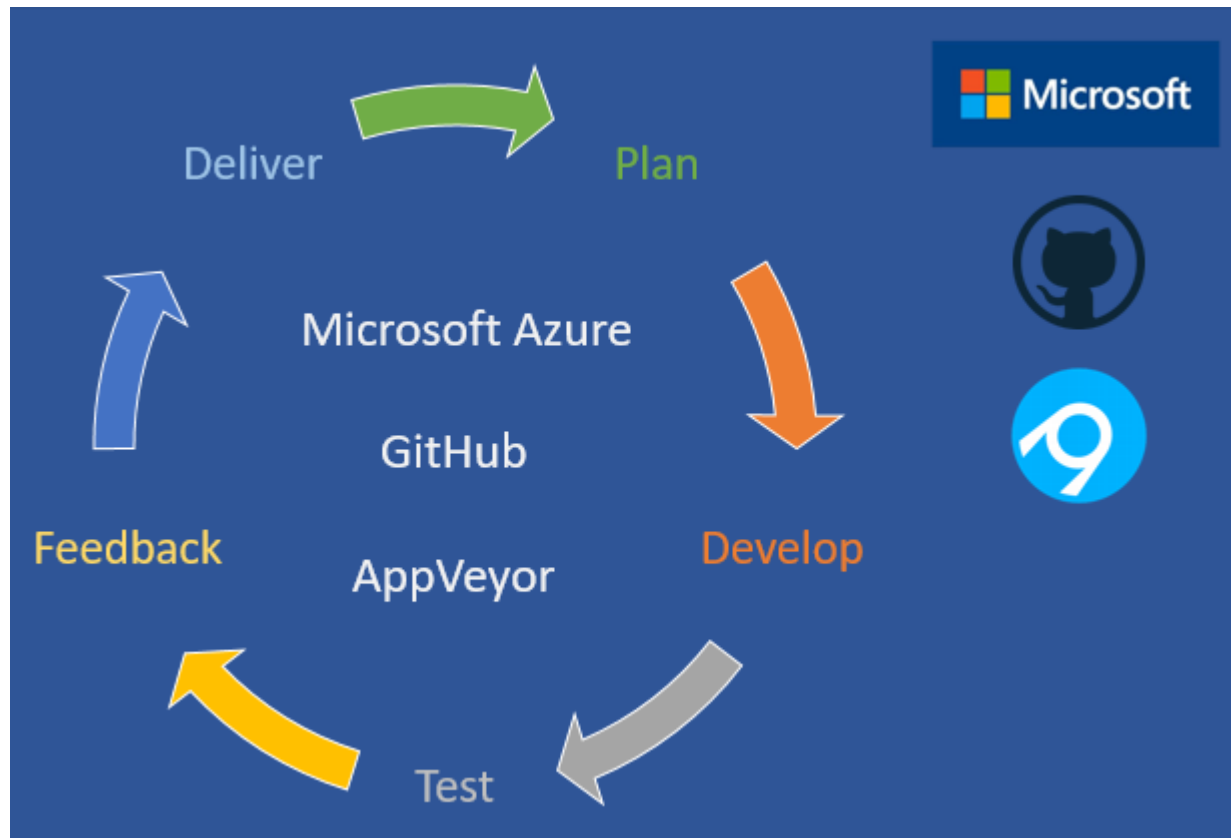 Microsoft
Deliver
Plan
Microsoft Azure
GitHub
Feedback
Develop
AppVeyor
Test